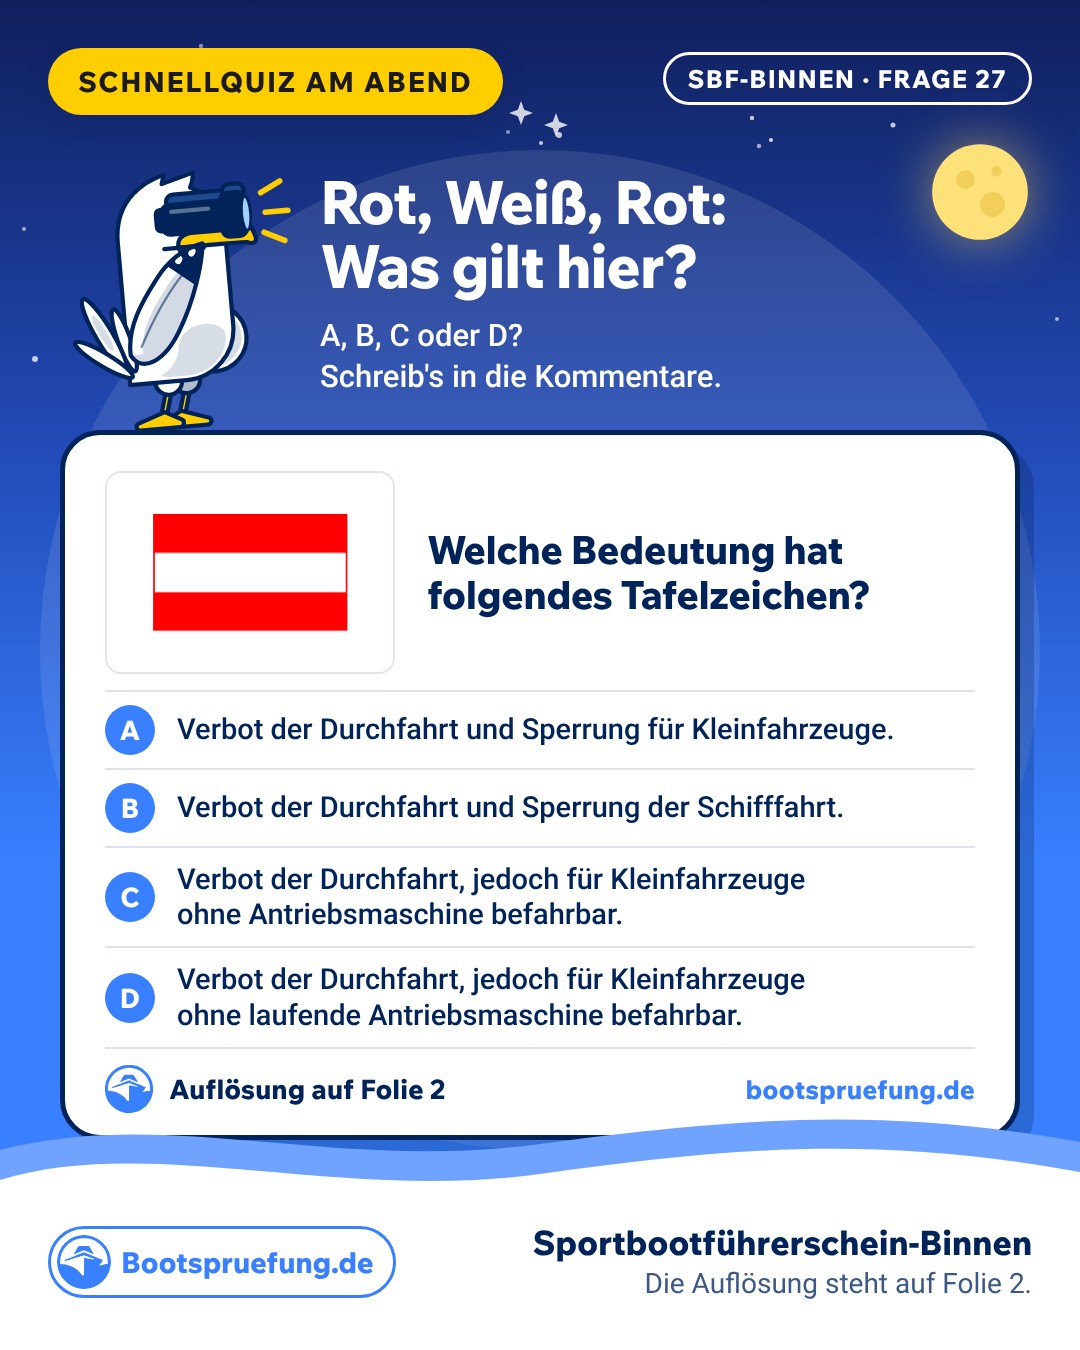 SCHNELLQUIZ AM ABEND
SBF-BINNEN · FRAGE 27
Rot, Weiß, Rot:
Was gilt hier?
A, B, C oder D?
Schreib's in die Kommentare.
Welche Bedeutung hat
folgendes Tafelzeichen?
A Verbot der Durchfahrt und Sperrung für Kleinfahrzeuge.
B Verbot der Durchfahrt und Sperrung der Schifffahrt.
C Verbot der Durchfahrt, jedoch für Kleinfahrzeuge
ohne Antriebsmaschine befahrbar.
D Verbot der Durchfahrt, jedoch für Kleinfahrzeuge
ohne laufende Antriebsmaschine befahrbar.
Auflösung auf Folie 2
bootspruefung.de
Bootspruefung.de
Sportbootführerschein-Binnen
Die Auflösung steht auf Folie 2.